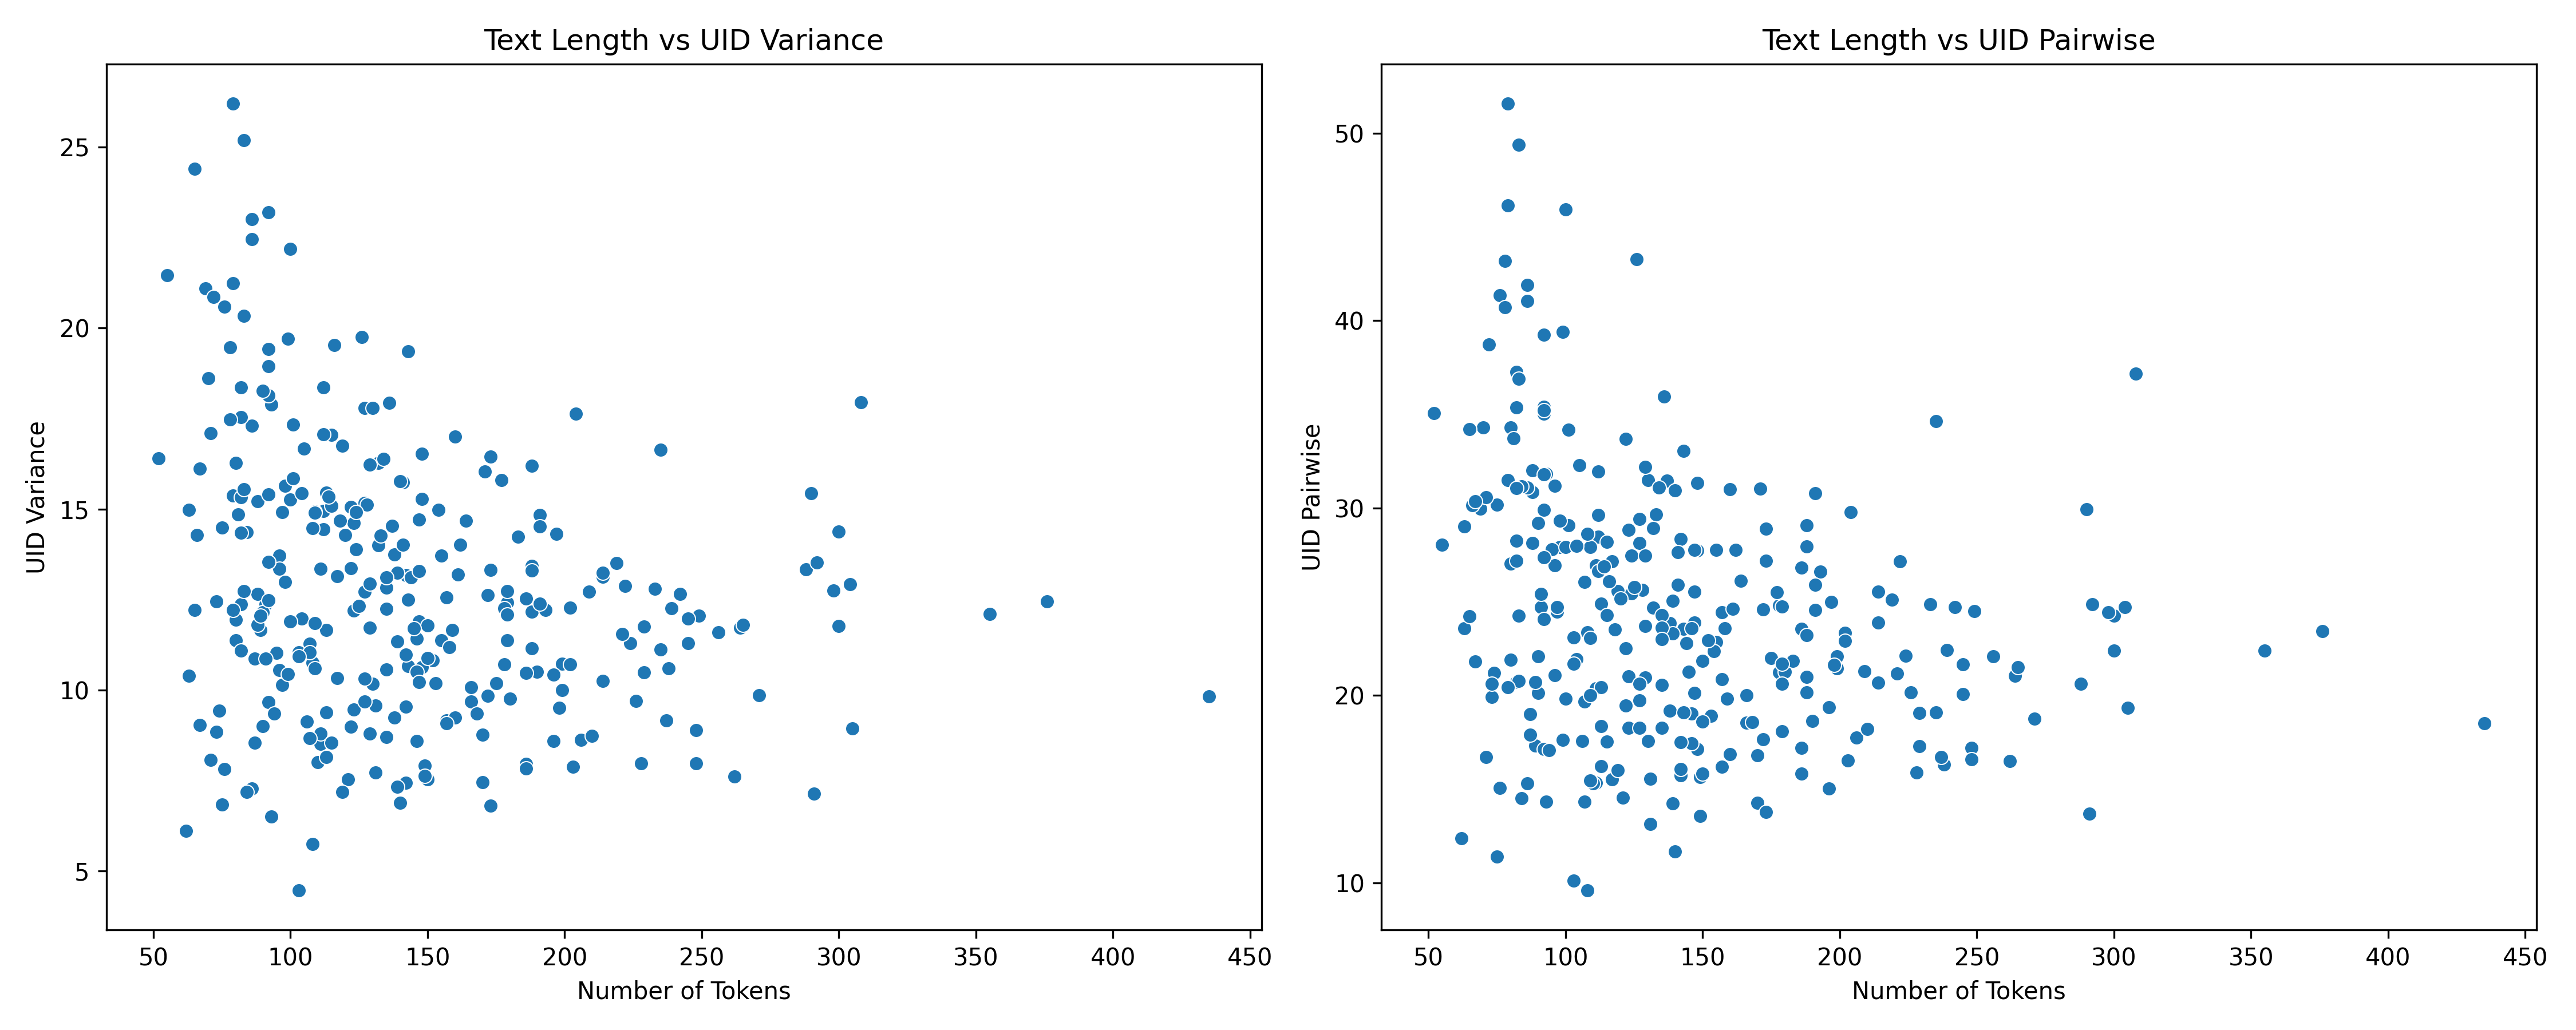 Text Length vs UID Variance
UID Variance
25
20
15
10
5
50 100 150 200 250 300 350 400 450
Number of Tokens
Text Length vs UID Pairwise
UID Pairwise
50
40
30
20
10
50 100 150 200 250 300 350 400 450
Number of Tokens